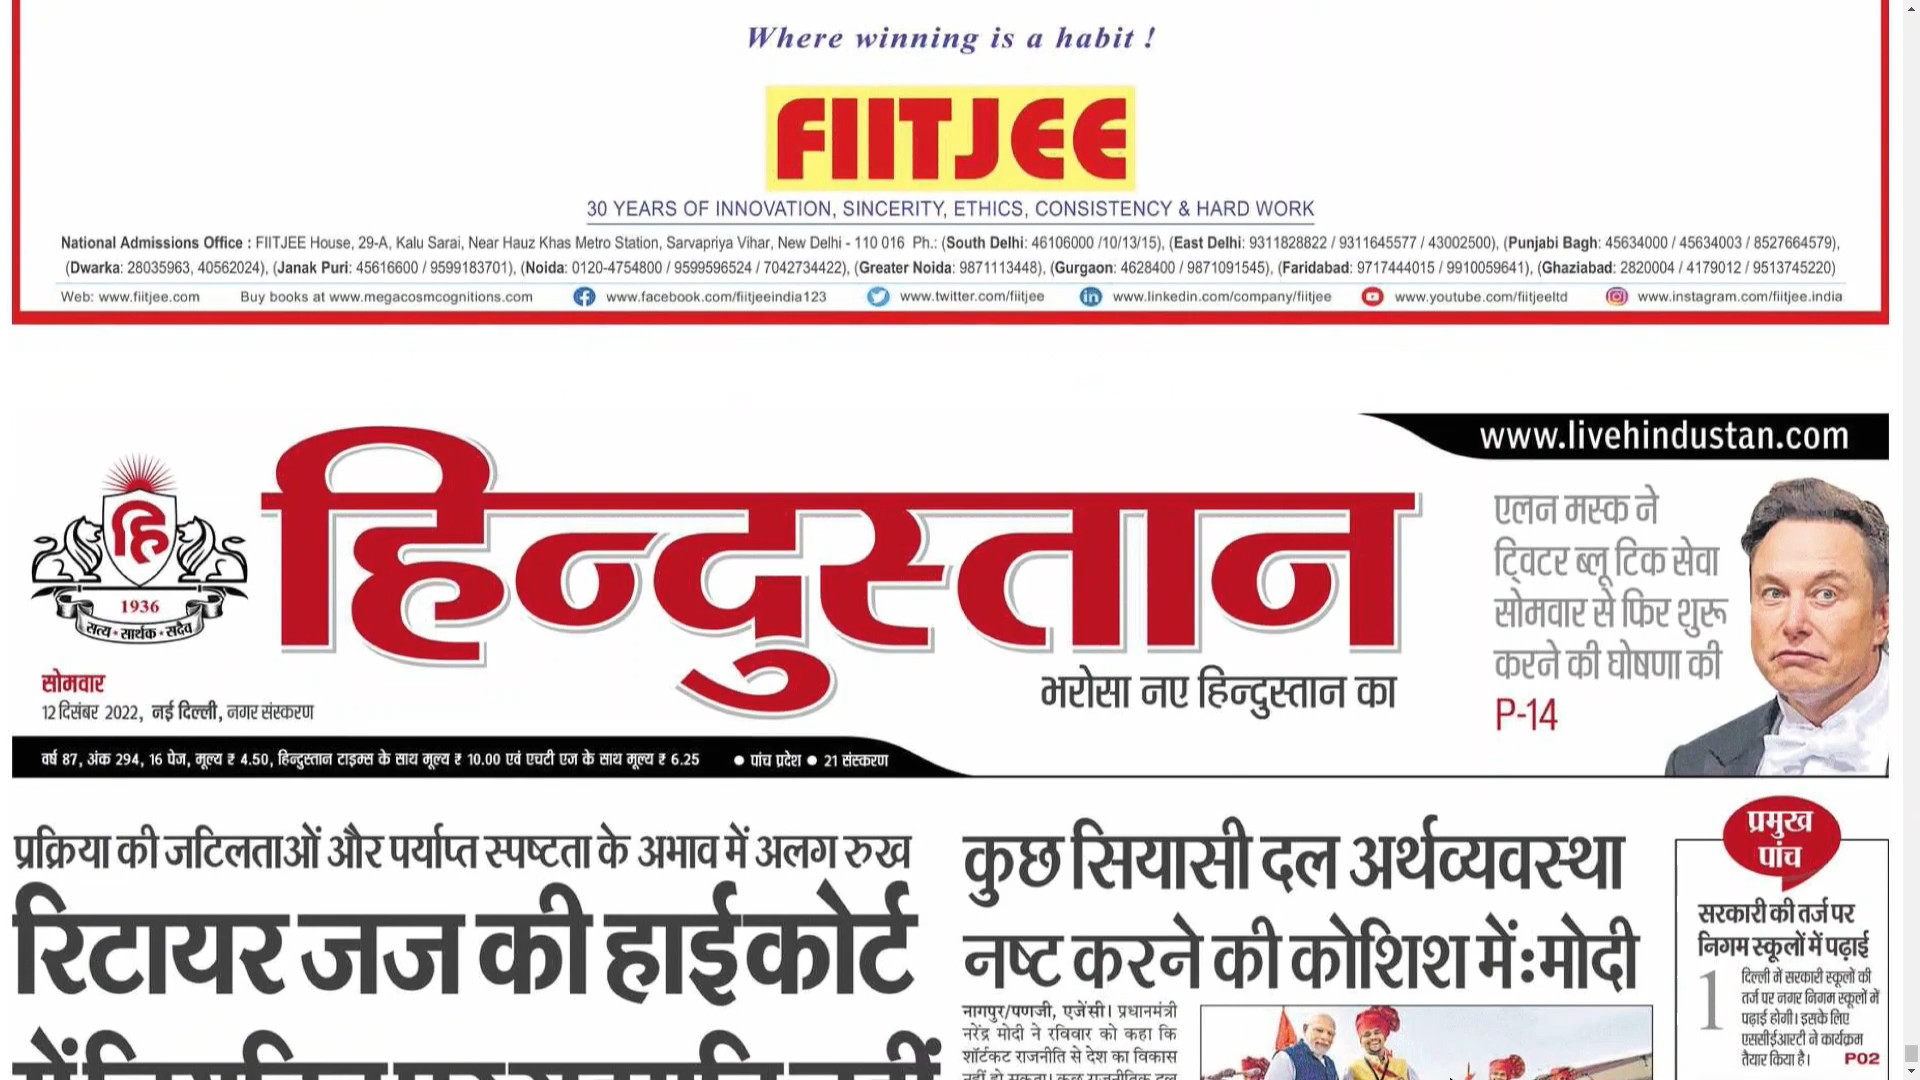 Where winning is a habit !
FIITJEE
30 YEARS OF INNOVATION, SINCERITY, ETHICS, CONSISTENCY & HARD WORK
National Admissions Office : FIITJEE House, 29-A, Kalu Sarai, Near Hauz Khas Metro Station, Sarvapriya Vihar, New Delhi - 110 016 Ph.: (South Delhi: 46106000 /10/13/15), (East Delhi: 9311828822 / 9311645577 / 43002500), (Punjabi Bagh: 45634000 / 45634003 / 8527664579),
(Dwarka: 28035963, 40562024), (Janak Puri: 45616600 / 9599183701), (Noida: 0120-4754800 / 9599596524 / 7042734422), (Greater Noida: 9871113448), (Gurgaon: 4628400 / 9871091545), (Faridabad: 9717444015 / 9910059641), (Ghaziabad: 2820004 / 4179012 / 9513745220)
Web: www.fiitjee.com Buy books at www.megacosmcognitions.com www.facebook.com/fiitjeeindia123 www.twitter.com/fiitjee www.linkedin.com/company/fiitjee www.youtube.com/fiitjeeltd www.instagram.com/fiitjee.india
www.livehindustan.com
हि
1936
सत्य • सार्थक • सदैव
हिन्दुस्तान
भरोसा नए हिन्दुस्तान का
सोमवार
12 दिसंबर 2022, नई दिल्ली, नगर संस्करण
एलन मस्क ने
ट्विटर ब्लू टिक सेवा
सोमवार से फिर शुरू
करने की घोषणा की
P-14
वर्ष 87, अंक 294, 16 पेज, मूल्य ₹ 4.50, हिन्दुस्तान टाइम्स के साथ मूल्य ₹ 10.00 एवं एचटी एज के साथ मूल्य ₹ 6.25 ● पांच प्रदेश ● 21 संस्करण
प्रक्रिया की जटिलताओं और पर्याप्त स्पष्टता के अभाव में अलग रुख
रिटायर जज की हाईकोर्ट
कुछ सियासी दल अर्थव्यवस्था
नष्ट करने की कोशिश में:मोदी
नागपुर/पणजी, एजेंसी। प्रधानमंत्री
नरेंद्र मोदी ने रविवार को कहा कि
शॉर्टकट राजनीति से देश का विकास
प्रमुख
पांच
सरकारी की तर्ज पर
निगम स्कूलों में पढ़ाई
1 दिल्ली में सरकारी स्कूलों की
तर्ज पर नगर निगम स्कूलों में
पढ़ाई होगी। इसके लिए
एससीईआरटी ने कार्यक्रम
तैयार किया है। P02